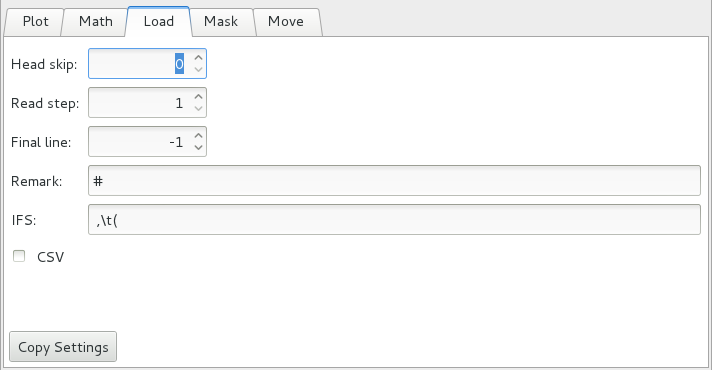 Plot Math Load Mask Move
Head skip: 0
Read step: 1
Final line: -1
Remark: #
IFS: ,\t(
CSV
Copy Settings